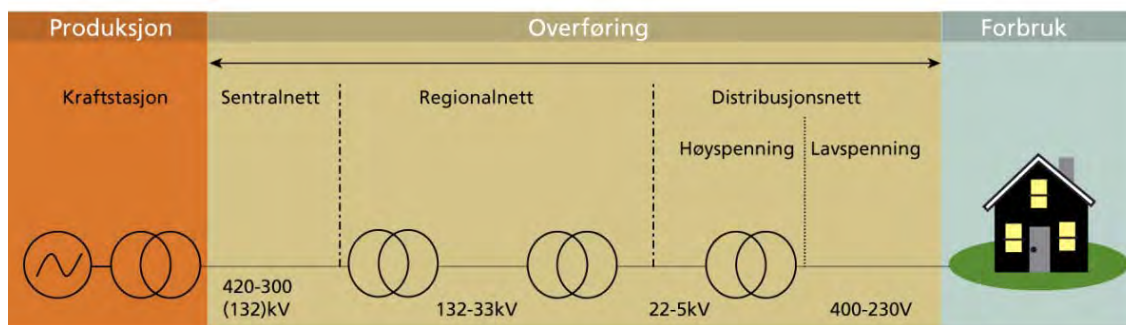 Produksjon
Overføring
Forbruk
Kraftstasjon
Sentralnett
Regionalnett
Distribusjonsnett
Høyspenning
Lavspenning
420-300
(132)kV
132-33kV
22-5kV
400-230V